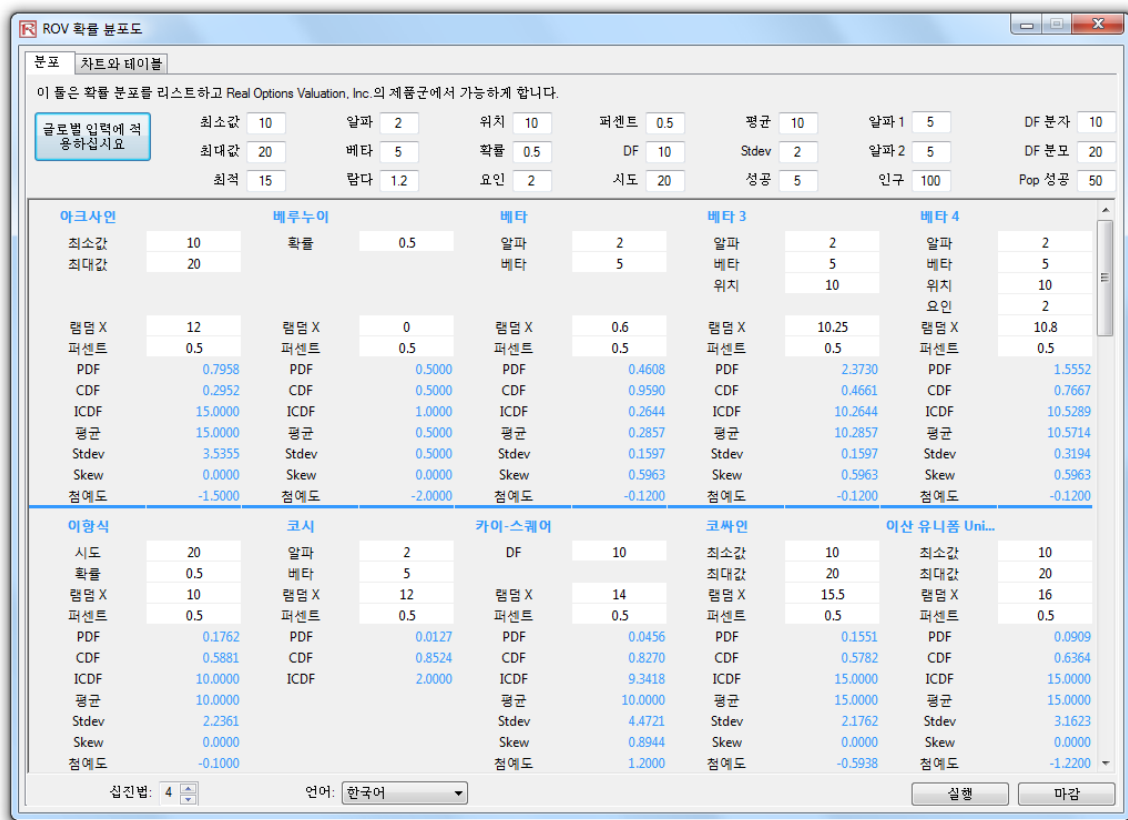 ROV 확률 분포도
분포 차트와 테이블
이 툴은 확률 분포를 리스트하고 Real Options Valuation, Inc.의 제품군에서 가능하게 합니다.
글로벌 입력에 적용하십시요
최소값 10 알파 2 위치 10 퍼센트 0.5 평균 10 알파 1 5 DF 분자 10
최대값 20 베타 5 확률 0.5 DF 10 Stdev 2 알파 2 5 DF 분모 20
최적 15 람다 1.2 요인 2 시도 20 성공 5 인구 100 Pop 성공 50
아크사인 베루누이 베타 베타 3 베타 4
최소값 10 확률 0.5 알파 2 알파 2 알파 2
최대값 20 베타 5 베타 5 베타 5
위치 10 위치 10
요인 2
램덤 X 12 램덤 X 0 램덤 X 0.6 램덤 X 10.25 램덤 X 10.8
퍼센트 0.5 퍼센트 0.5 퍼센트 0.5 퍼센트 0.5 퍼센트 0.5
PDF 0.7958 PDF 0.5000 PDF 0.4608 PDF 2.3730 PDF 1.5552
CDF 0.2952 CDF 0.5000 CDF 0.9590 CDF 0.4661 CDF 0.7667
ICDF 15.0000 ICDF 1.0000 ICDF 0.2644 ICDF 10.2644 ICDF 10.5289
평균 15.0000 평균 0.5000 평균 0.2857 평균 10.2857 평균 10.5714
Stdev 3.5355 Stdev 0.5000 Stdev 0.1597 Stdev 0.1597 Stdev 0.3194
Skew 0.0000 Skew 0.0000 Skew 0.5963 Skew 0.5963 Skew 0.5963
첨예도 -1.5000 첨예도 -2.0000 첨예도 -0.1200 첨예도 -0.1200 첨예도 -0.1200
이항식 코시 카이-스퀘어 코싸인 이산 유니폼 Uni...
시도 20 알파 2 DF 10 최소값 10 최소값 10
확률 0.5 베타 5 최대값 20 최대값 20
램덤 X 10 램덤 X 12 램덤 X 14 램덤 X 15.5 램덤 X 16
퍼센트 0.5 퍼센트 0.5 퍼센트 0.5 퍼센트 0.5 퍼센트 0.5
PDF 0.1762 PDF 0.0127 PDF 0.0456 PDF 0.1551 PDF 0.0909
CDF 0.5881 CDF 0.8524 CDF 0.8270 CDF 0.5782 CDF 0.6364
ICDF 10.0000 ICDF 2.0000 ICDF 9.3418 ICDF 15.0000 ICDF 15.0000
평균 10.0000 평균 10.0000 평균 15.0000 평균 15.0000
Stdev 2.2361 Stdev 4.4721 Stdev 2.1762 Stdev 3.1623
Skew 0.0000 Skew 0.8944 Skew 0.0000 Skew 0.0000
첨예도 -0.1000 첨예도 1.2000 첨예도 -0.5938 첨예도 -1.2200
십진법: 4 언어: 한국어 실행 마감